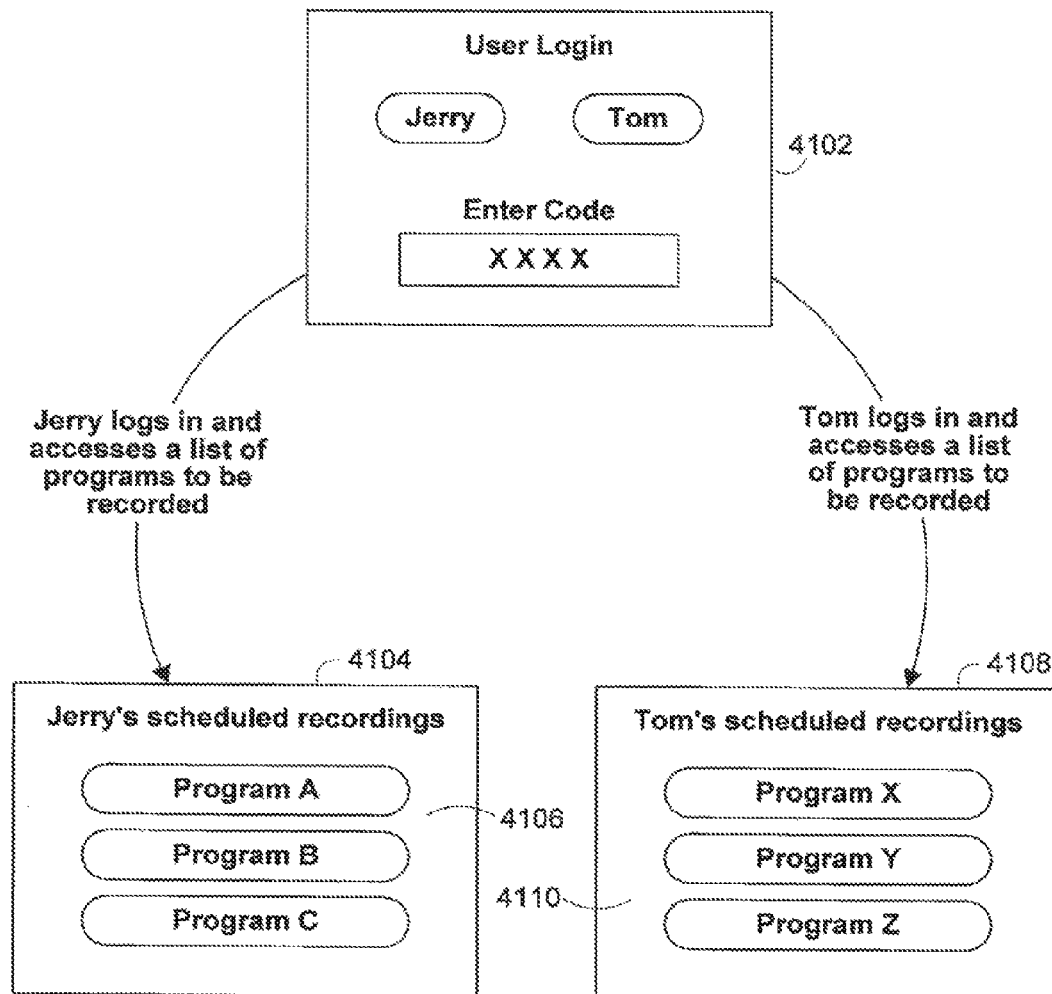 User Login
Jerry
Tom
4102
Enter Code
X X X X
Jerry logs in and
accesses a list of
programs to be
recorded
Tom logs in and
accesses a list
of programs to
be recorded
4104
Jerry's scheduled recordings
Program A
Program B
Program C
4106
4108
Tom's scheduled recordings
Program X
Program Y
Program Z
4110